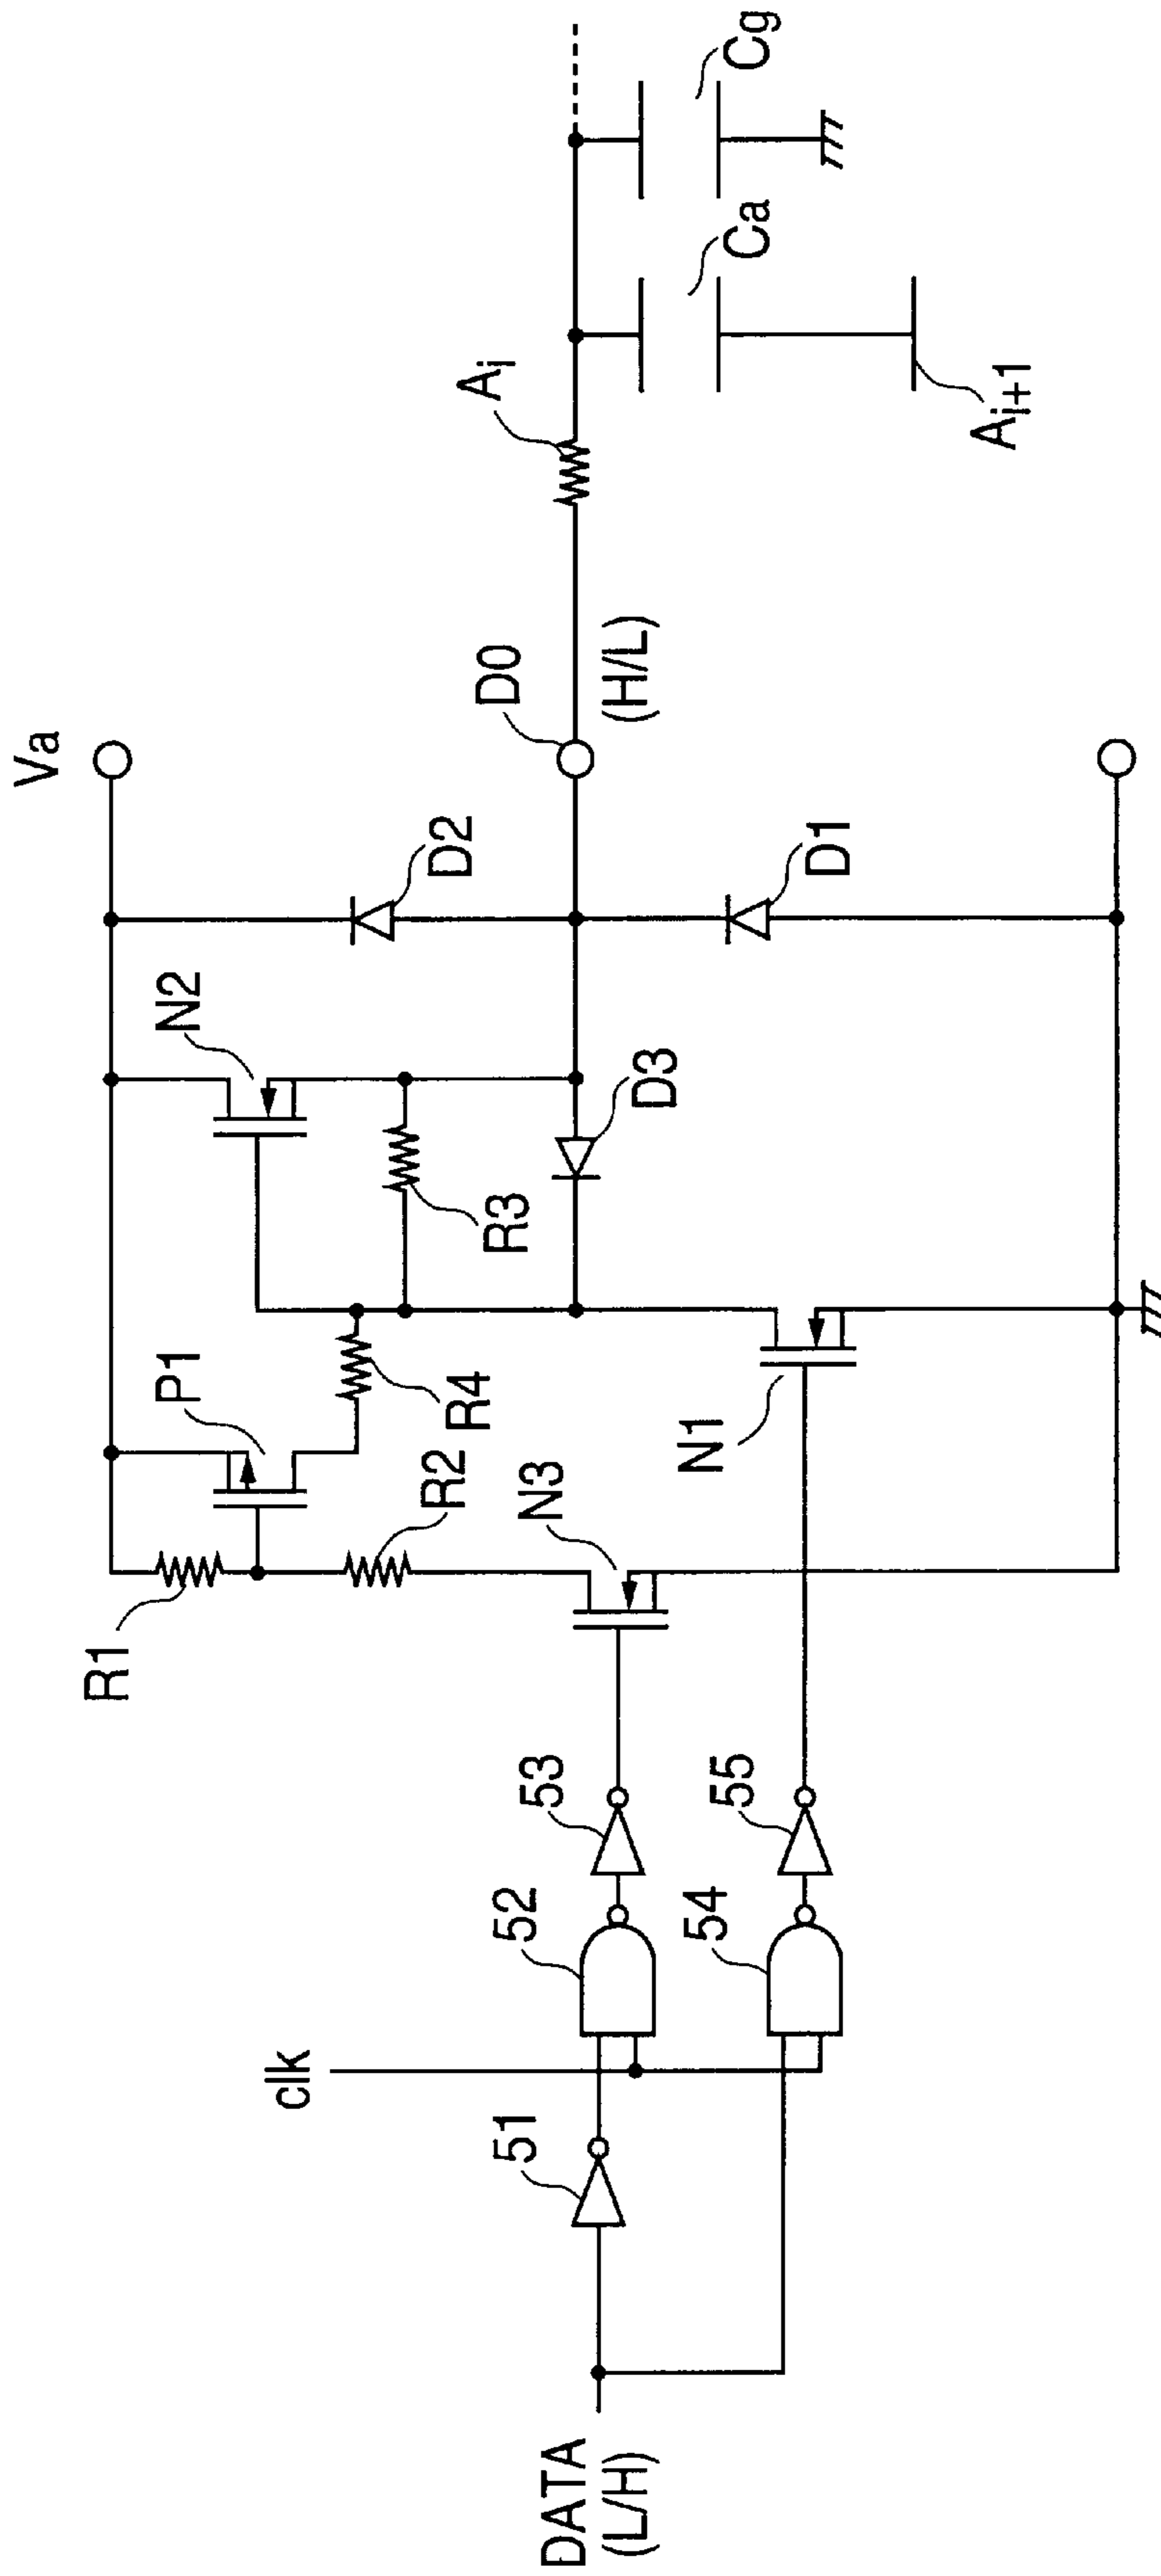 DATA
(L/H)
51
clk
52
53
54
55
R1
P1
R2
N3
R4
N1
N2
R3
D3
Va
D2
D1
D0
(H/L)
Ai
Ca
Cg
Ai+1